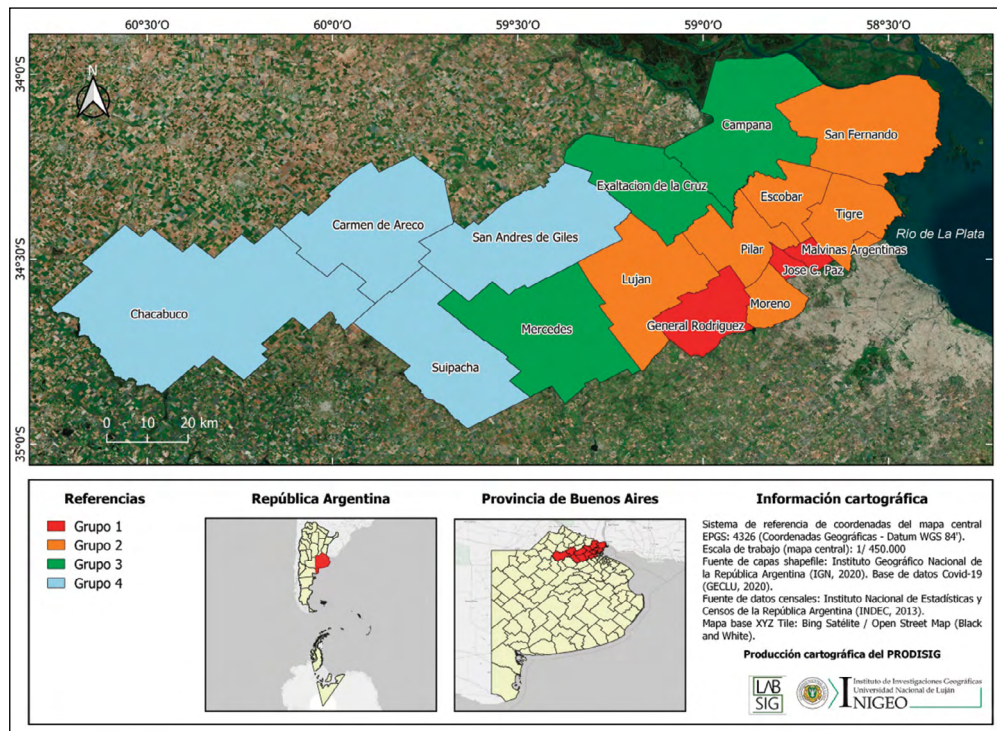 60°30'O 60°0'O 59°30'O 59°0'O 58°30'O
34°0'S
34°30'S
35°0'S
N
Campana
San Fernando
Exaltacion de la Cruz
Escobar
Tigre
Carmen de Areco
San Andres de Giles
Río de La Plata
Pilar
Malvinas Argentinas
Lujan
Jose C. Paz
Moreno
Chacabuco
General Rodriguez
Mercedes
Suipacha
0 10 20 km
Referencias
Grupo 1
Grupo 2
Grupo 3
Grupo 4
República Argentina
Provincia de Buenos Aires
Información cartográfica
Sistema de referencia de coordenadas del mapa central
EPGS: 4326 (Coordenadas Geográficas - Datum WGS 84').
Escala de trabajo (mapa central): 1/ 450.000
Fuente de capas shapefile: Instituto Geográfico Nacional de
la República Argentina (IGN, 2020). Base de datos Covid-19
(GECLU, 2020).
Fuente de datos censales: Instituto Nacional de Estadísticas y
Censos de la República Argentina (INDEC, 2013).
Mapa base XYZ Tile: Bing Satélite / Open Street Map (Black
and White).
Producción cartográfica del PRODISIG
LAB
SIG
Instituto de Investigaciones Geográficas
Universidad Nacional de Luján
INIGEO